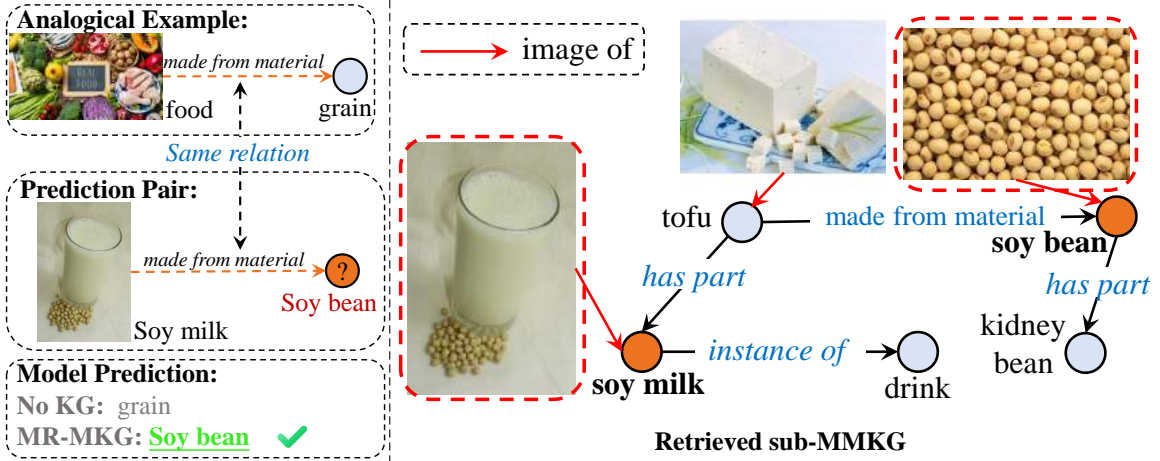 Analogical Example:
REAL
FOOD
made from material
food
grain
Same relation
Prediction Pair:
made from material
?
Soy bean
Soy milk
Model Prediction:
No KG: grain
MR-MKG: Soy bean
image of
tofu
made from material
soy bean
has part
has part
kidney
bean
soy milk
instance of
drink
Retrieved sub-MMKG